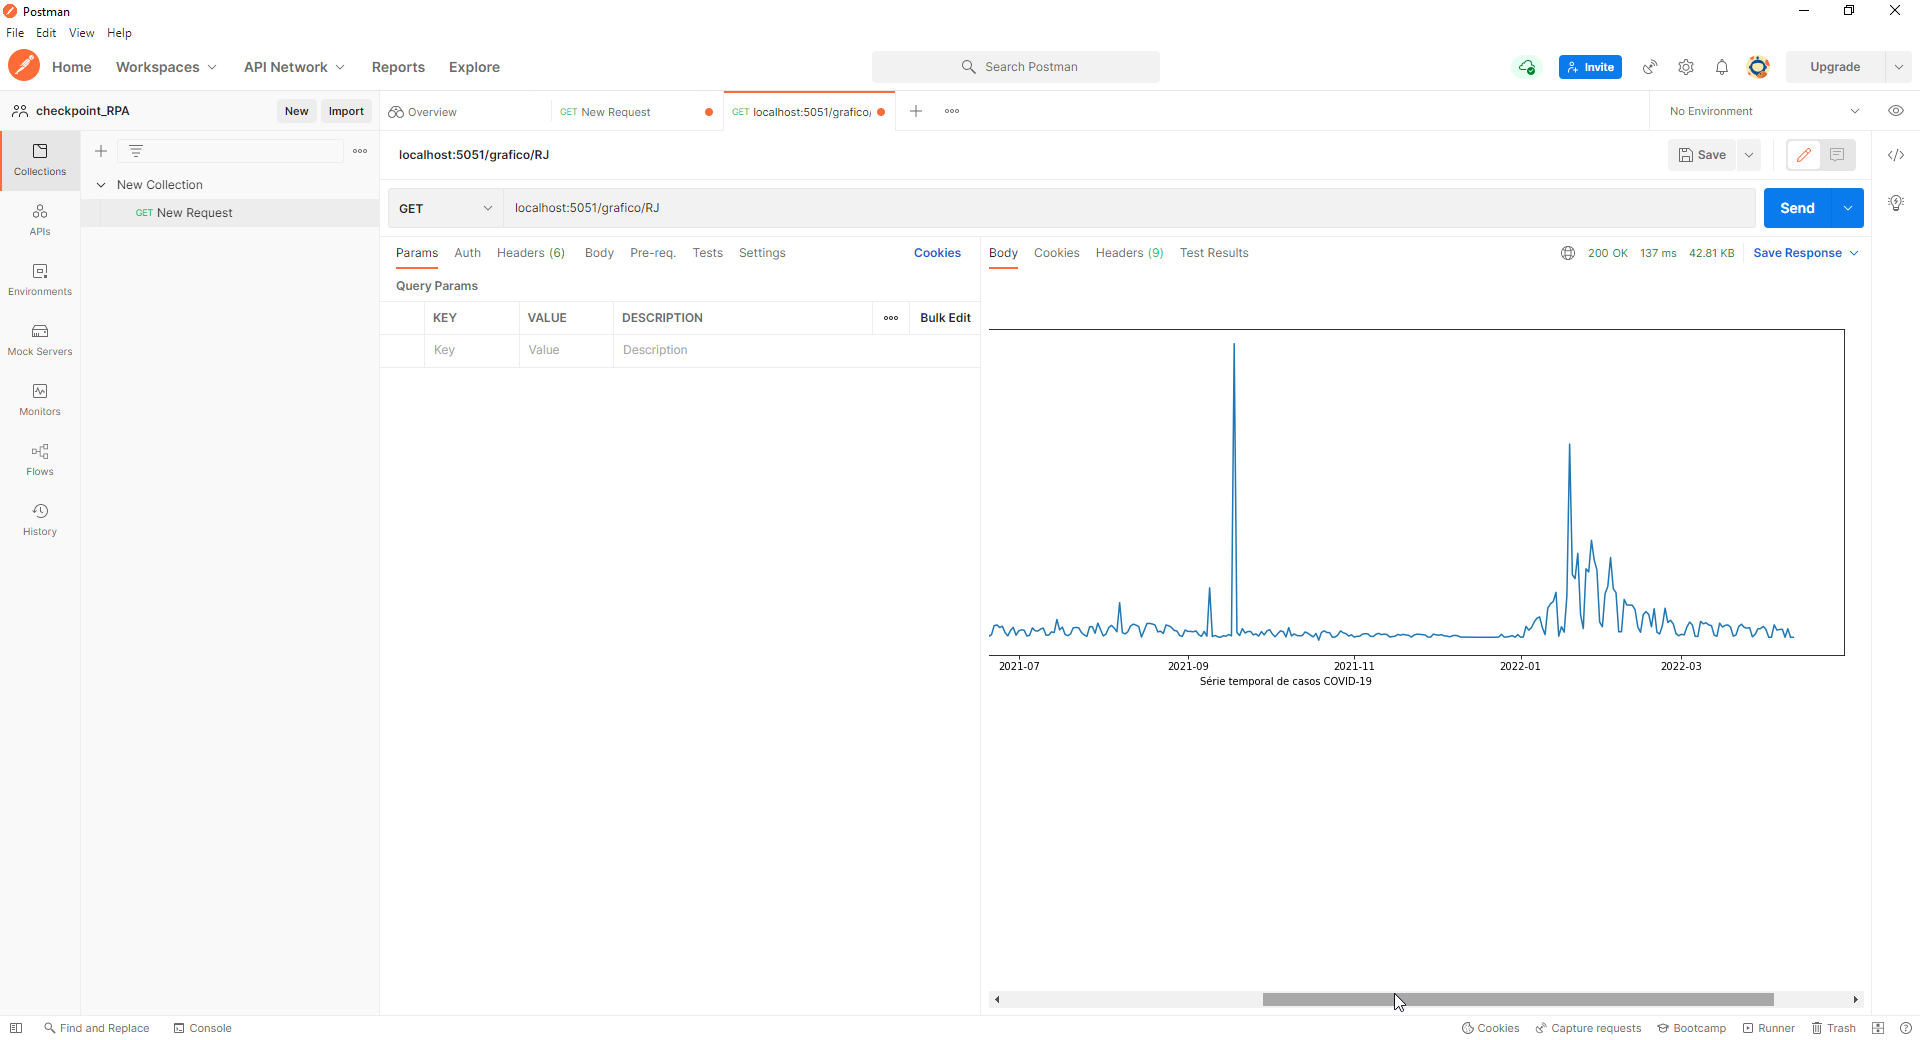 Postman
File Edit View Help
Home Workspaces API Network Reports Explore Search Postman Invite Upgrade
checkpoint_RPA New Import Overview GET New Request GET localhost:5051/grafico/ No Environment
localhost:5051/grafico/RJ Save
GET localhost:5051/grafico/RJ Send
Collections
APIs
Environments
Mock Servers
Monitors
Flows
History
New Collection
GET New Request
Params Auth Headers (6) Body Pre-req. Tests Settings Cookies
Query Params
KEY VALUE DESCRIPTION Bulk Edit
Key Value Description
Body Cookies Headers (9) Test Results 200 OK 137 ms 42.81 KB Save Response
2021-07 2021-09 2021-11 2022-01 2022-03
Série temporal de casos COVID-19
Find and Replace Console Cookies Capture requests Bootcamp Runner Trash